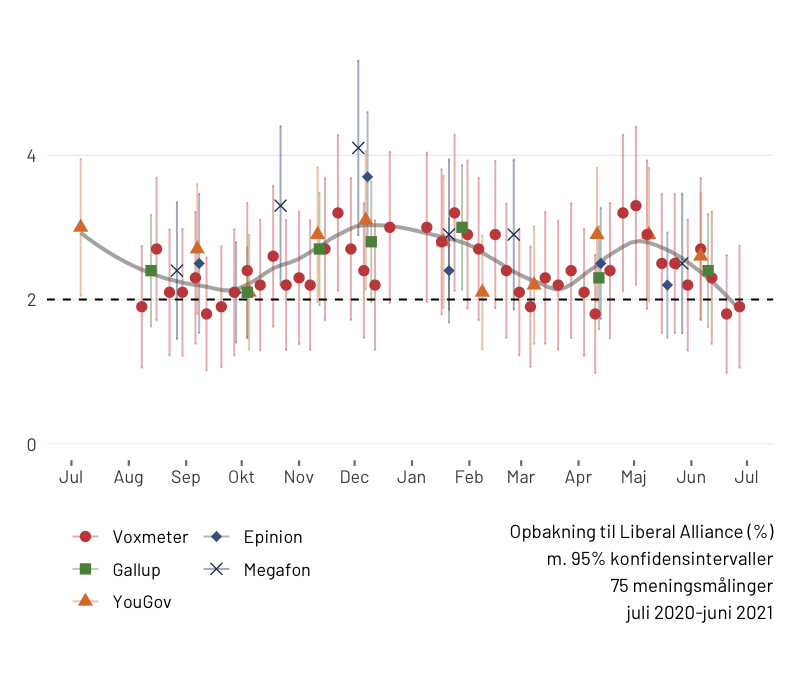 4
2
0
Jul Aug Sep Okt Nov Dec Jan Feb Mar Apr Maj Jun Jul
Voxmeter Epinion
Gallup Megafon
YouGov
Opbakning til Liberal Alliance (%)
m. 95% konfidensintervaller
75 meningsmålinger
juli 2020-juni 2021